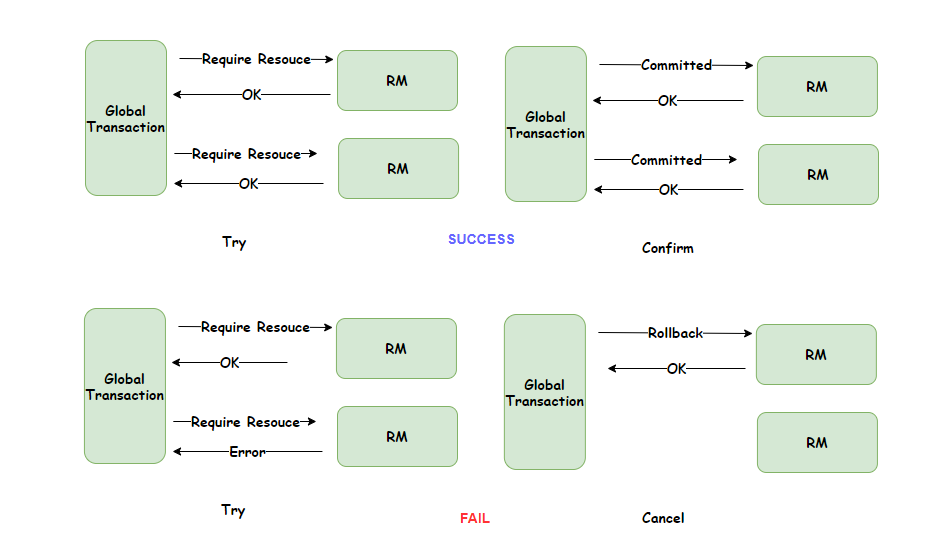 Require Resouce
RM
OK
Global
Transaction
Require Resouce
RM
OK
Try
Committed
RM
OK
Global
Transaction
Committed
RM
OK
Confirm
SUCCESS
Require Resouce
RM
OK
Global
Transaction
Require Resouce
RM
Error
Try
Rollback
RM
OK
Global
Transaction
RM
Cancel
FAIL